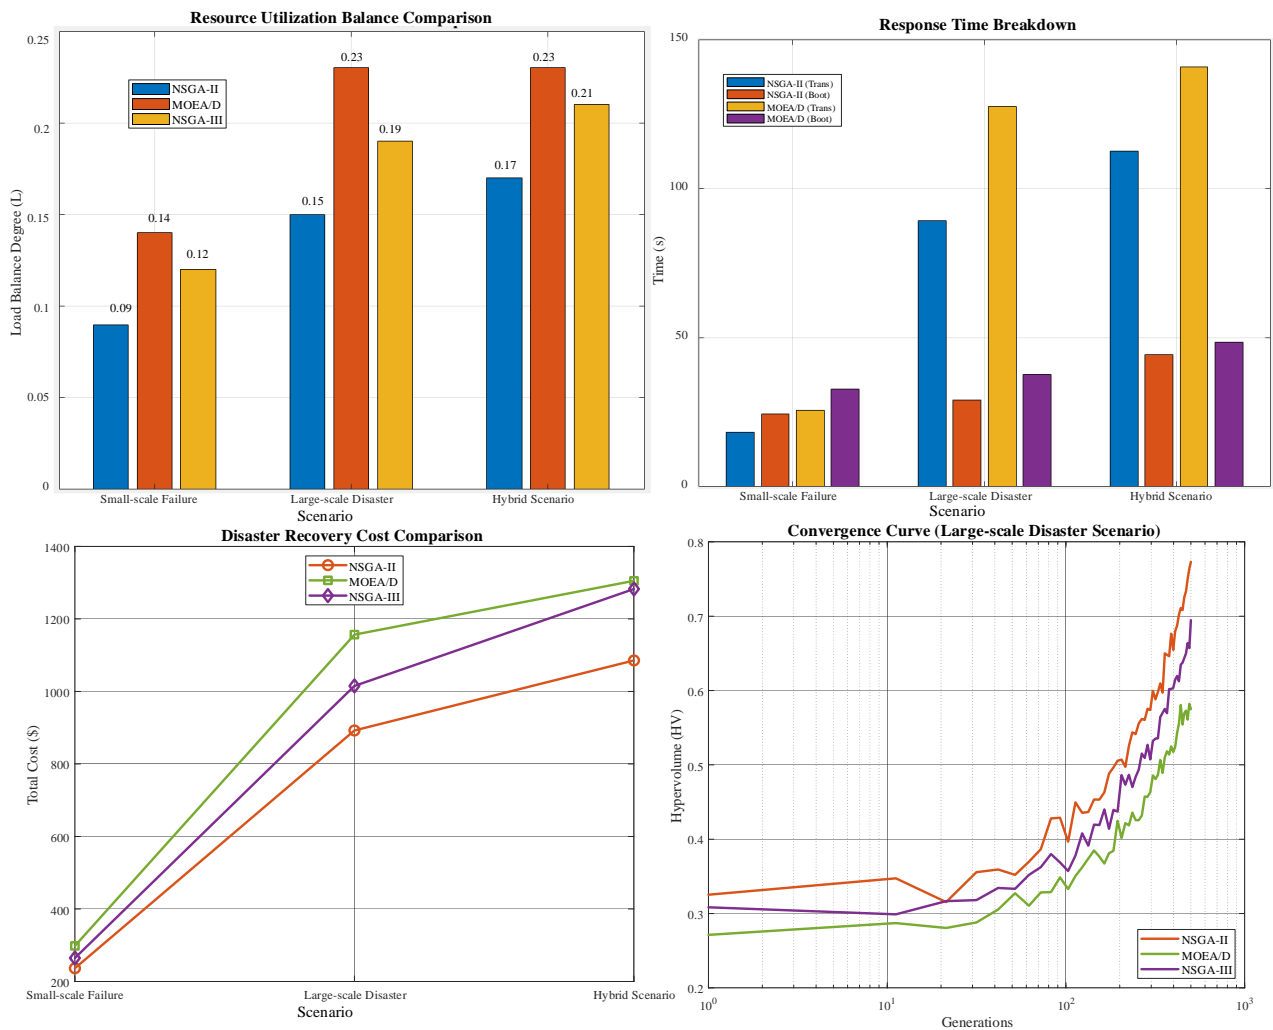 Resource Utilization Balance Comparison
0.25
0.2
0.15
0.1
0.05
0
Load Balance Degree (L)
NSGA-II
MOEA/D
NSGA-III
0.09
0.14
0.12
0.15
0.23
0.19
0.17
0.23
0.21
Small-scale Failure
Large-scale Disaster
Hybrid Scenario
Scenario
Response Time Breakdown
150
100
50
0
Time (s)
NSGA-II (Trans)
NSGA-II (Boot)
MOEA/D (Trans)
MOEA/D (Boot)
Small-scale Failure
Large-scale Disaster
Hybrid Scenario
Scenario
Disaster Recovery Cost Comparison
1400
1200
1000
800
600
400
200
Total Cost ($)
NSGA-II
MOEA/D
NSGA-III
Small-scale Failure
Large-scale Disaster
Hybrid Scenario
Scenario
Convergence Curve (Large-scale Disaster Scenario)
0.8
0.7
0.6
0.5
0.4
0.3
0.2
Hypervolume (HV)
NSGA-II
MOEA/D
NSGA-III
10⁰
10¹
10²
10³
Generations